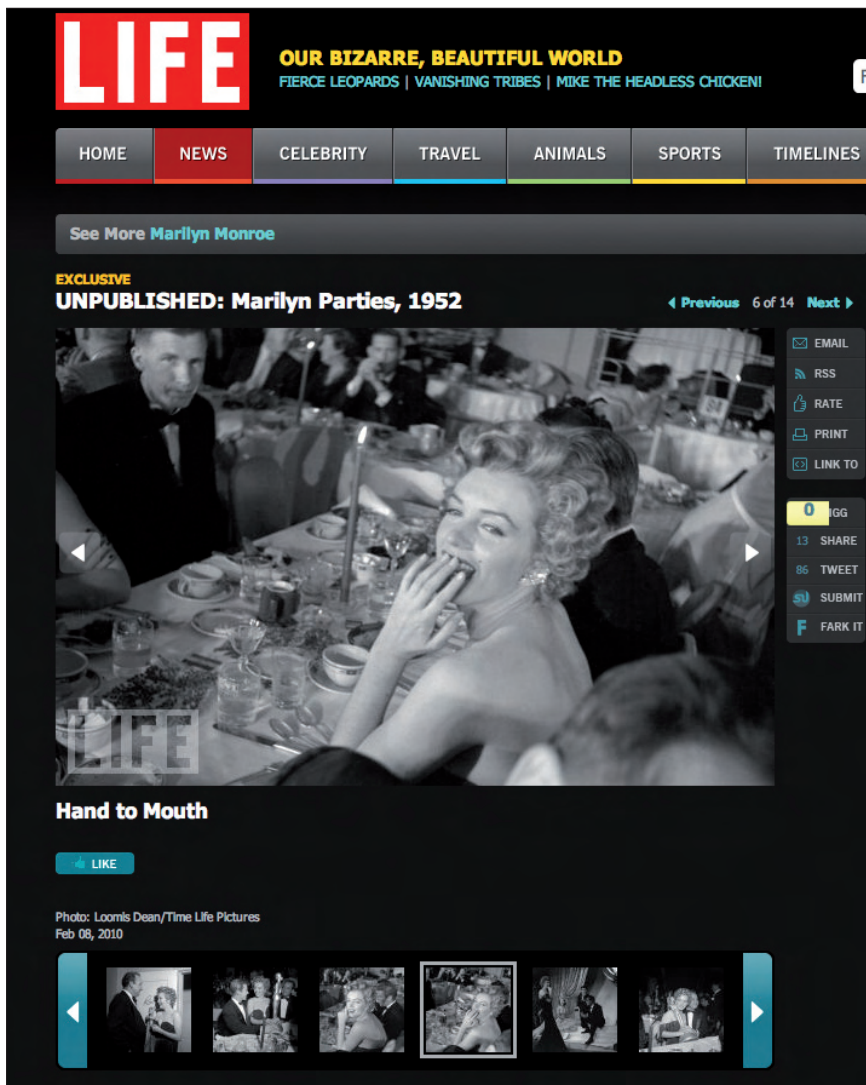 LIFE
OUR BIZARRE, BEAUTIFUL WORLD
FIERCE LEOPARDS | VANISHING TRIBES | MIKE THE HEADLESS CHICKEN!
HOME NEWS CELEBRITY TRAVEL ANIMALS SPORTS TIMELINES
See More Marilyn Monroe
EXCLUSIVE
UNPUBLISHED: Marilyn Parties, 1952
Previous 6 of 14 Next
EMAIL
RSS
RATE
PRINT
LINK TO
0 IGG
13 SHARE
86 TWEET
SUBMIT
F FARK IT
LIFE
Hand to Mouth
LIKE
Photo: Loomis Dean/Time Life Pictures
Feb 08, 2010